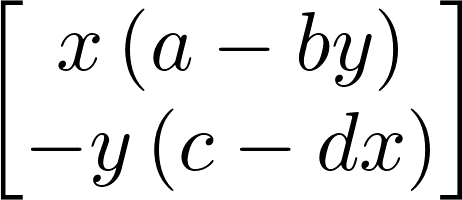 x (a − by)
−y (c − dx)